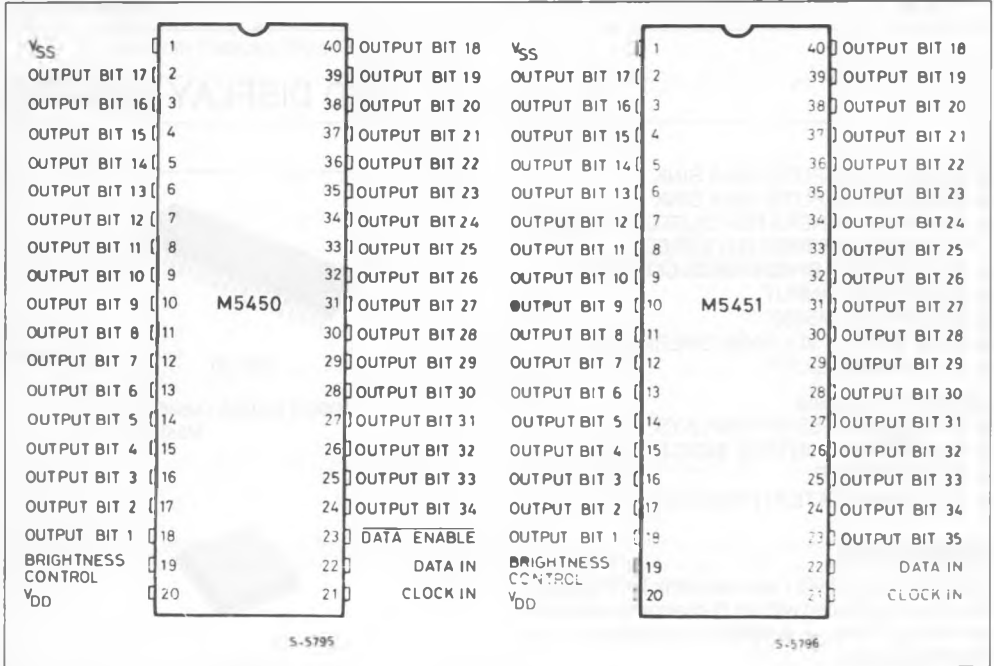 VSS 1 40 OUTPUT BIT 18
OUTPUT BIT 17 2 39 OUTPUT BIT 19
OUTPUT BIT 16 3 38 OUTPUT BIT 20
OUTPUT BIT 15 4 37 OUTPUT BIT 21
OUTPUT BIT 14 5 36 OUTPUT BIT 22
OUTPUT BIT 13 6 35 OUTPUT BIT 23
OUTPUT BIT 12 7 34 OUTPUT BIT 24
OUTPUT BIT 11 8 33 OUTPUT BIT 25
OUTPUT BIT 10 9 32 OUTPUT BIT 26
OUTPUT BIT 9 10 M5450 31 OUTPUT BIT 27
OUTPUT BIT 8 11 30 OUTPUT BIT 28
OUTPUT BIT 7 12 29 OUTPUT BIT 29
OUTPUT BIT 6 13 28 OUTPUT BIT 30
OUTPUT BIT 5 14 27 OUTPUT BIT 31
OUTPUT BIT 4 15 26 OUTPUT BIT 32
OUTPUT BIT 3 16 25 OUTPUT BIT 33
OUTPUT BIT 2 17 24 OUTPUT BIT 34
OUTPUT BIT 1 18 23 DATA ENABLE
BRIGHTNESS
CONTROL 19 22 DATA IN
VDD 20 21 CLOCK IN
S-5795
VSS 1 40 OUTPUT BIT 18
OUTPUT BIT 17 2 39 OUTPUT BIT 19
OUTPUT BIT 16 3 38 OUTPUT BIT 20
OUTPUT BIT 15 4 37 OUTPUT BIT 21
OUTPUT BIT 14 5 36 OUTPUT BIT 22
OUTPUT BIT 13 6 35 OUTPUT BIT 23
OUTPUT BIT 12 7 34 OUTPUT BIT 24
OUTPUT BIT 11 8 33 OUTPUT BIT 25
OUTPUT BIT 10 9 32 OUTPUT BIT 26
OUTPUT BIT 9 10 M5451 31 OUTPUT BIT 27
OUTPUT BIT 8 11 30 OUTPUT BIT 28
OUTPUT BIT 7 12 29 OUTPUT BIT 29
OUTPUT BIT 6 13 28 OUTPUT BIT 30
OUTPUT BIT 5 14 27 OUTPUT BIT 31
OUTPUT BIT 4 15 26 OUTPUT BIT 32
OUTPUT BIT 3 16 25 OUTPUT BIT 33
OUTPUT BIT 2 17 24 OUTPUT BIT 34
OUTPUT BIT 1 18 23 OUTPUT BIT 35
BRIGHTNESS
CONTROL 19 22 DATA IN
VDD 20 21 CLOCK IN
S-5796